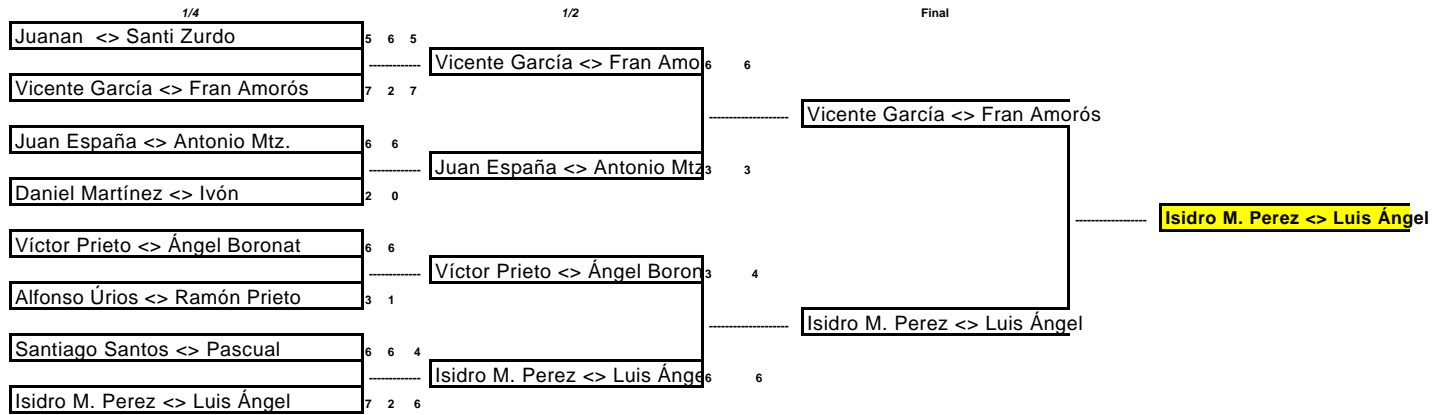 1/4 1/2 Final
Juanan <> Santi Zurdo 5 6 5
Vicente García <> Fran Amo 6 6
Vicente García <> Fran Amorós 7 2 7
Vicente García <> Fran Amorós
Juan España <> Antonio Mtz. 6 6
Juan España <> Antonio Mtz 3 3
Daniel Martínez <> Ivón 2 0
Isidro M. Perez <> Luis Ángel
Víctor Prieto <> Ángel Boronat 6 6
Víctor Prieto <> Ángel Boron 3 4
Alfonso Úrios <> Ramón Prieto 3 1
Isidro M. Perez <> Luis Ángel
Santiago Santos <> Pascual 6 6 4
Isidro M. Perez <> Luis Ánge 6 6
Isidro M. Perez <> Luis Ángel 7 2 6